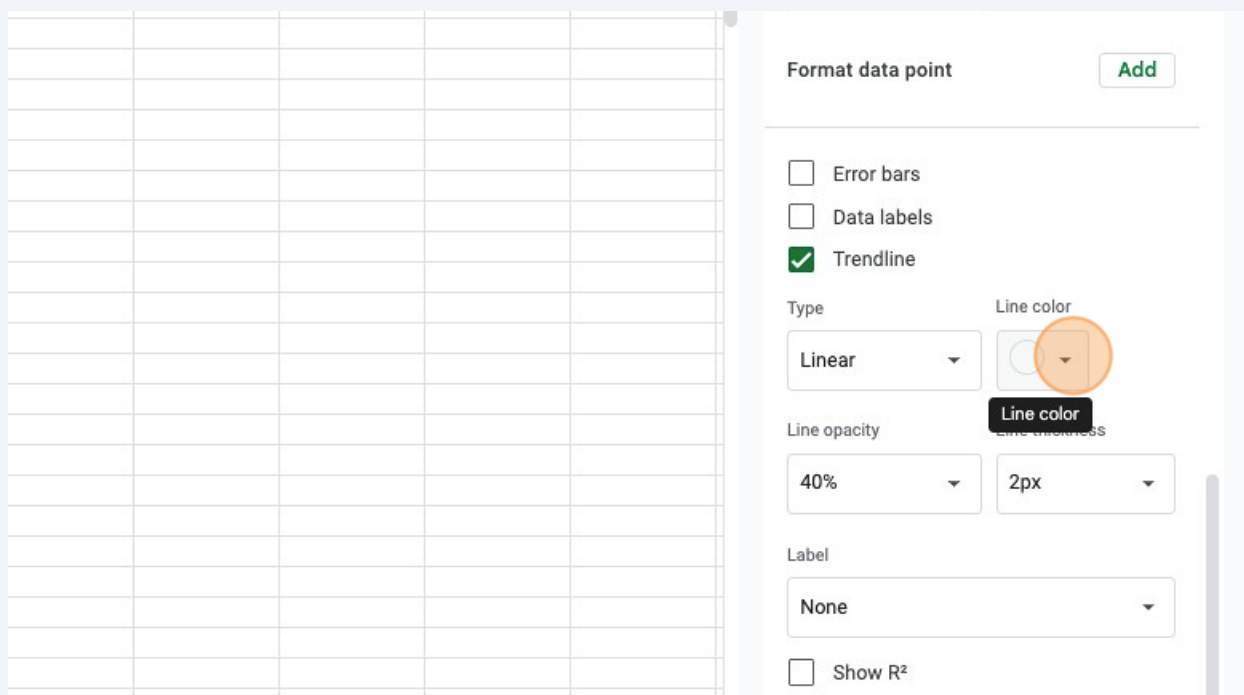 Format data point Add
Error bars
Data labels
Trendline
Type Line color
Linear
Line color
Line opacity
40% 2px
Label
None
Show R²